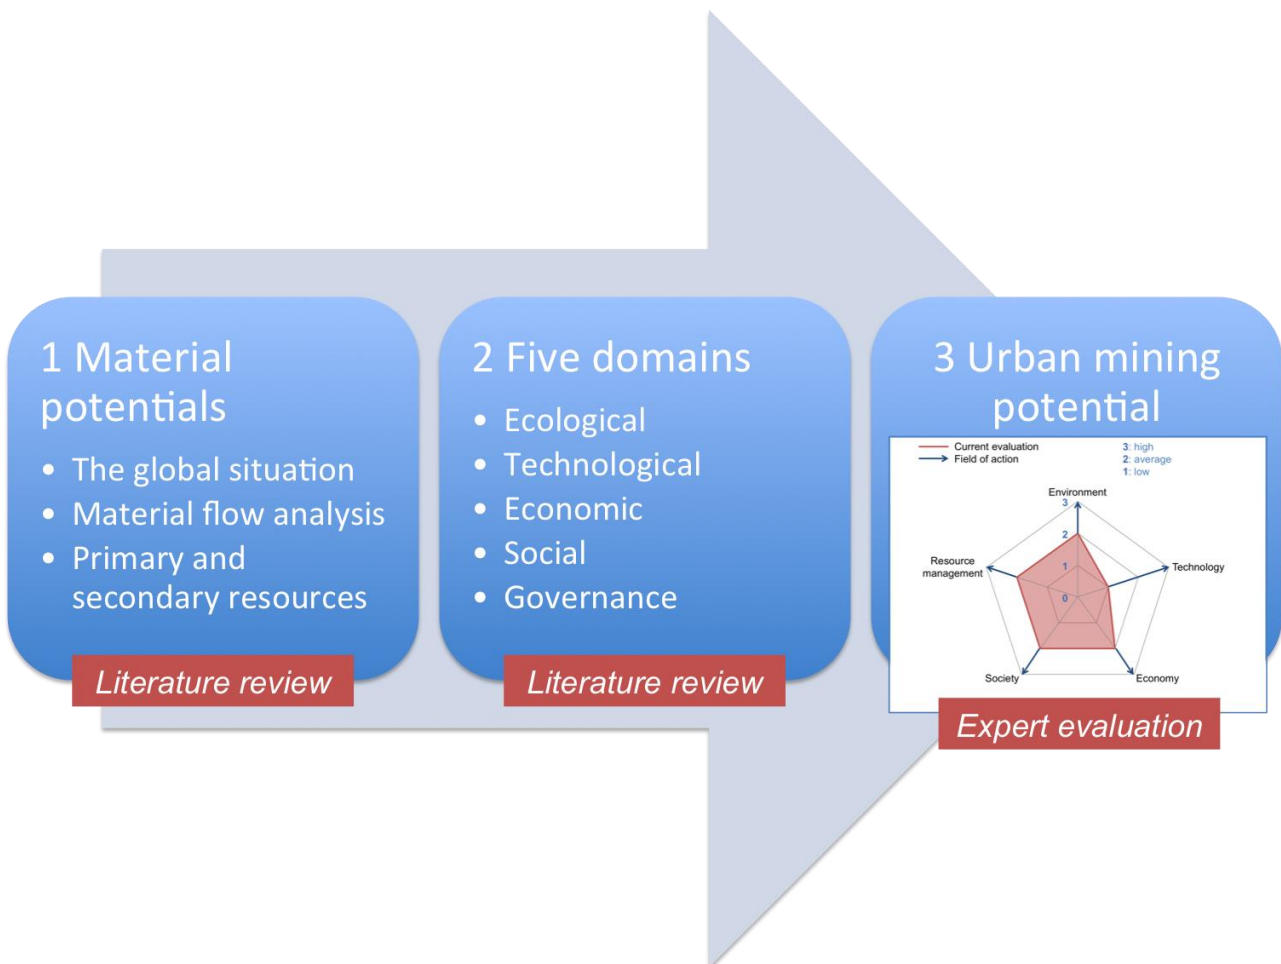 1 Material
potentials
• The global situation
• Material flow analysis
• Primary and
secondary resources
Literature review
2 Five domains
• Ecological
• Technological
• Economic
• Social
• Governance
Literature review
3 Urban mining
potential
Current evaluation
Field of action
3: high
2: average
1: low
Environment
3
2
1
0
Resource
management
Technology
Society
Economy
Expert evaluation